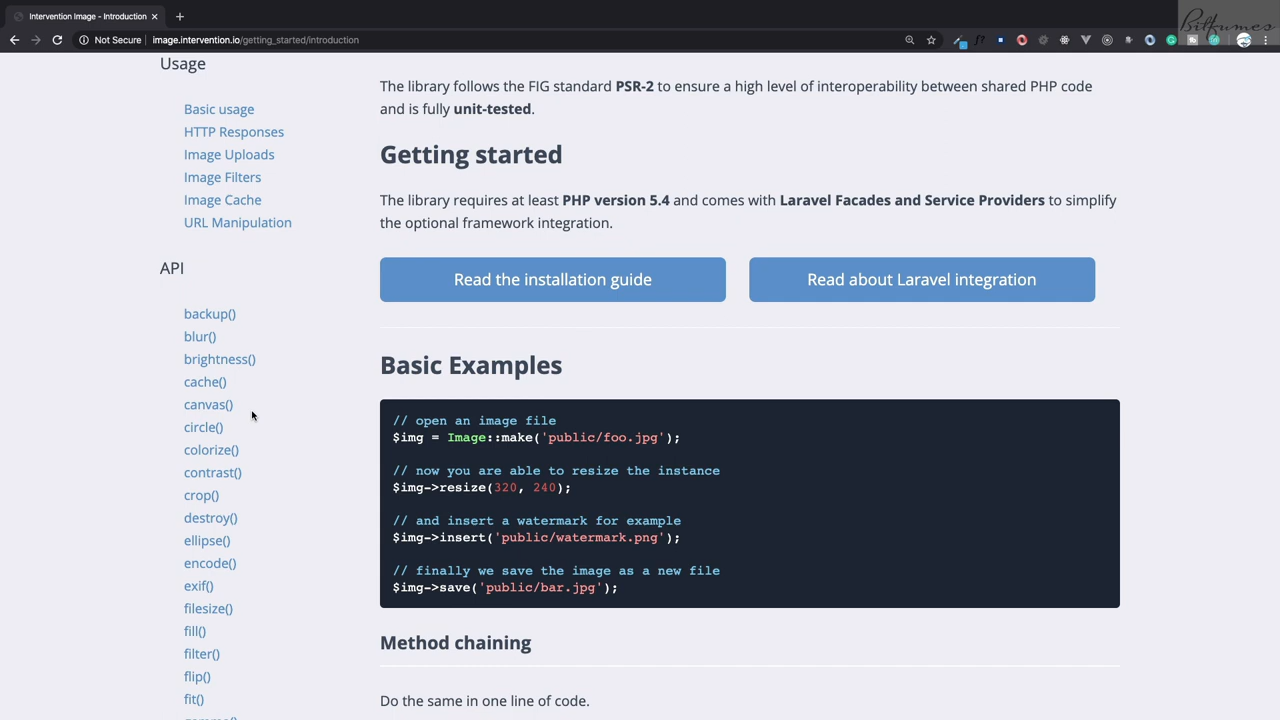 Intervention Image - Introduction
Bitfumes
Not Secure
image.intervention.io/getting_started/introduction
f?
Usage
Basic usage
HTTP Responses
Image Uploads
Image Filters
Image Cache
URL Manipulation
API
backup()
blur()
brightness()
cache()
canvas()
circle()
colorize()
contrast()
crop()
destroy()
ellipse()
encode()
exif()
filesize()
fill()
filter()
flip()
fit()
The library follows the FIG standard PSR-2 to ensure a high level of interoperability between shared PHP code
and is fully unit-tested.
Getting started
The library requires at least PHP version 5.4 and comes with Laravel Facades and Service Providers to simplify
the optional framework integration.
Read the installation guide
Read about Laravel integration
Basic Examples
// open an image file
$img = Image::make('public/foo.jpg');
// now you are able to resize the instance
$img->resize(320, 240);
// and insert a watermark for example
$img->insert('public/watermark.png');
// finally we save the image as a new file
$img->save('public/bar.jpg');
Method chaining
Do the same in one line of code.